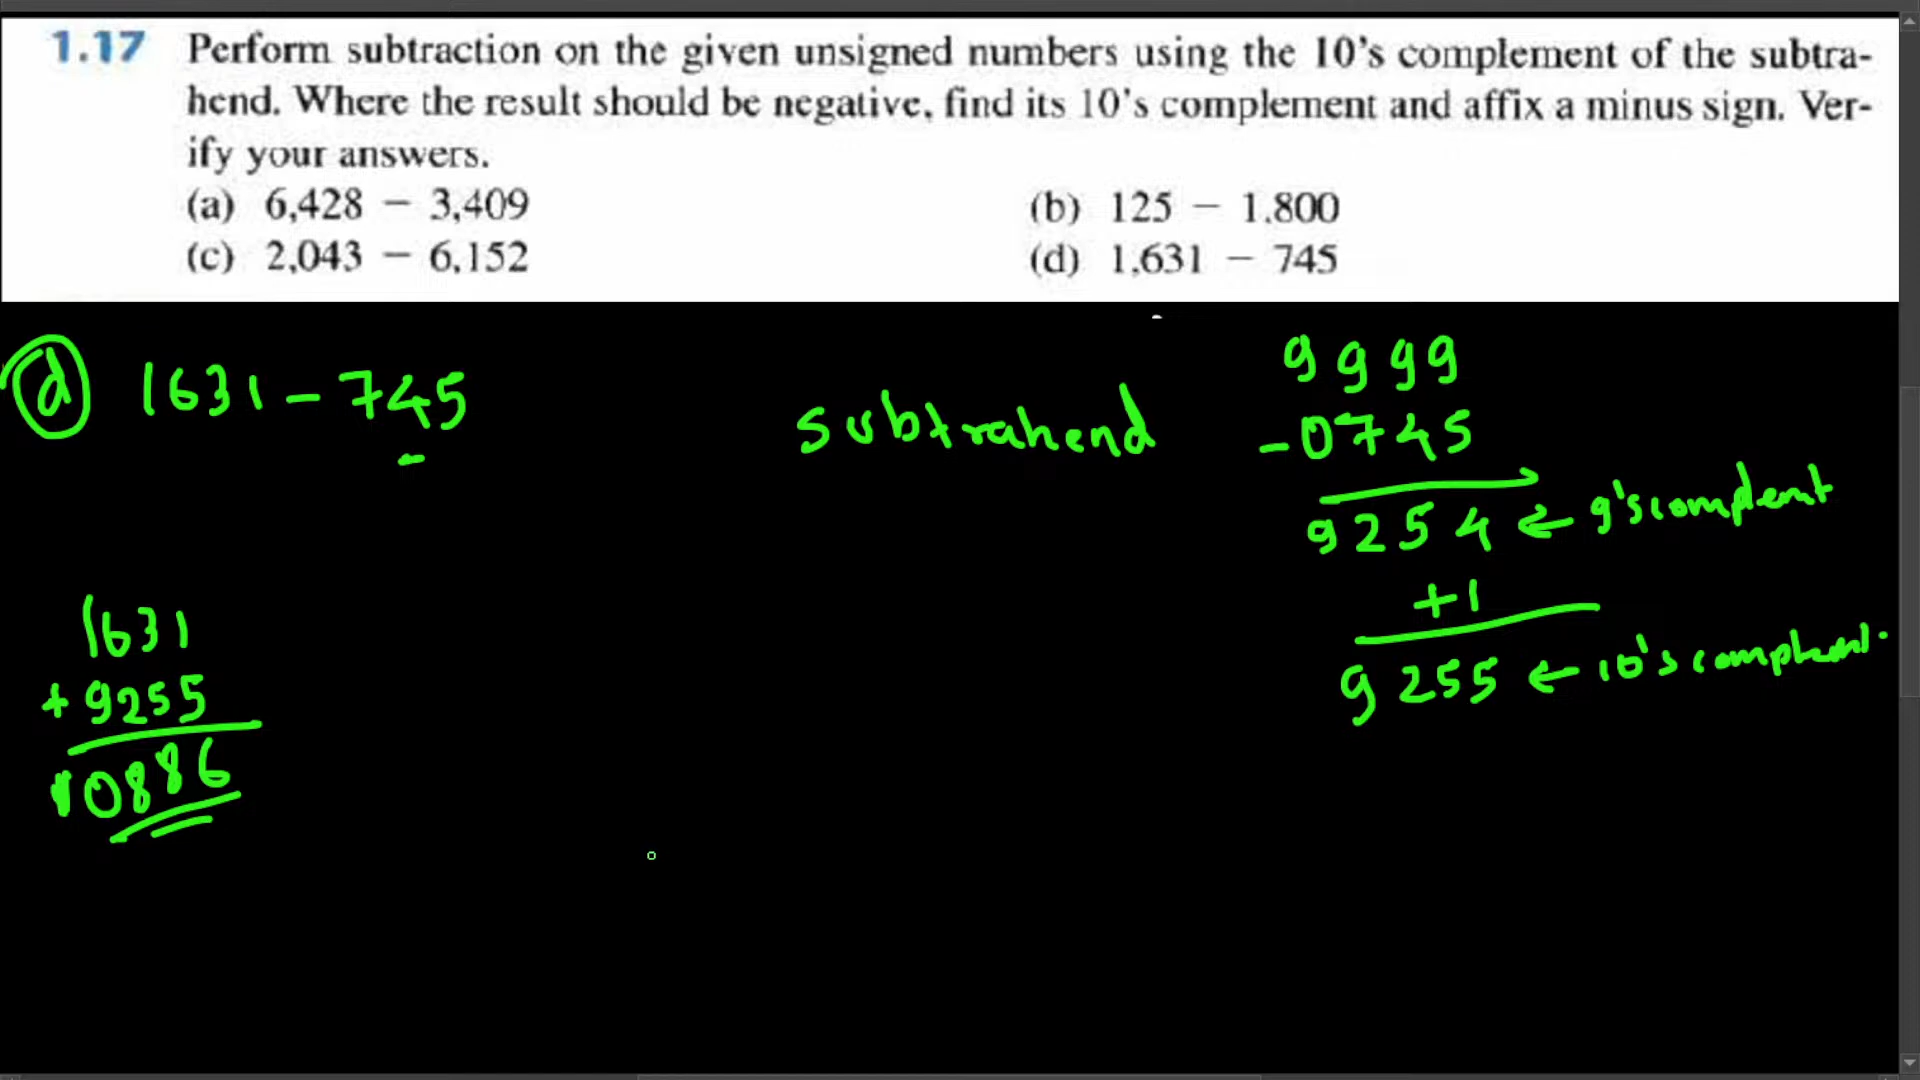 1.17 Perform subtraction on the given unsigned numbers using the 10's complement of the subtra-
hend. Where the result should be negative, find its 10's complement and affix a minus sign. Ver-
ify your answers.
(a) 6,428 − 3,409 (b) 125 − 1,800
(c) 2,043 − 6,152 (d) 1,631 − 745
d 1631 - 745
subtrahend
9999
-0745
9254 ← 9's complent
+1
9255 ← 10's complement.
1631
+ 9255
10886